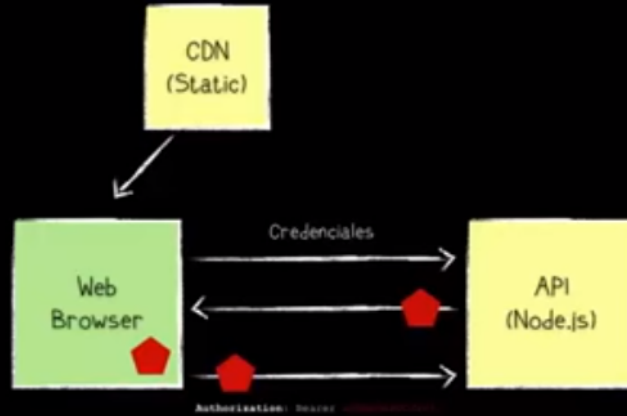 CDN
(Static)
Credenciales
Web
Browser
API
(Node.js)
Authorization: Bearer